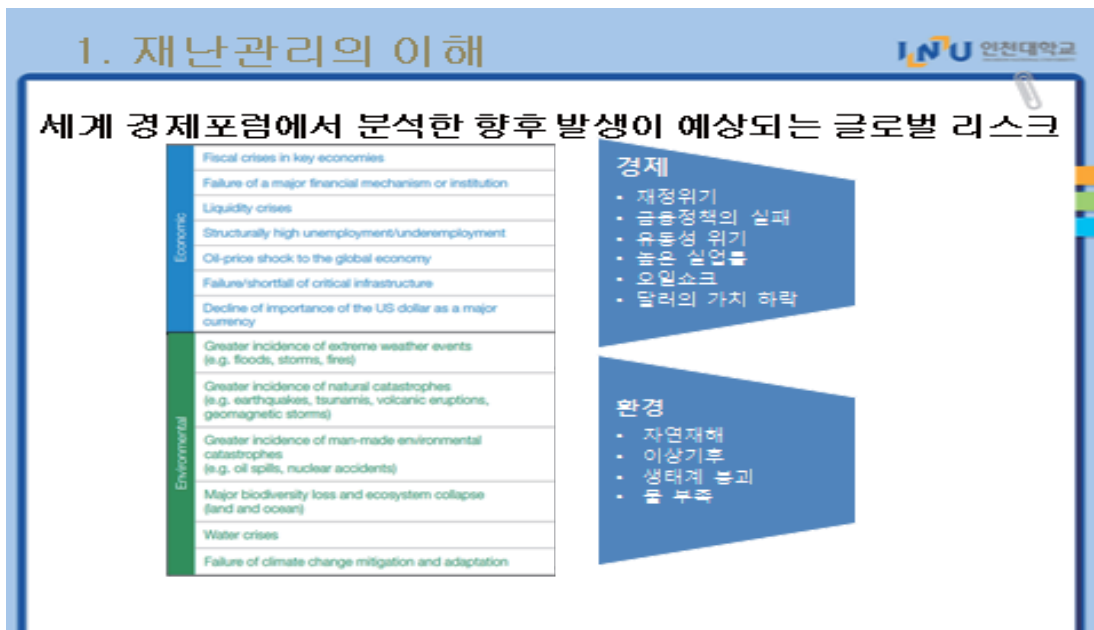 1. 재난관리의 이해
INU 인천대학교
세계 경제포럼에서 분석한 향후 발생이 예상되는 글로벌 리스크
Economic
Fiscal crises in key economies
Failure of a major financial mechanism or institution
Liquidity crises
Structurally high unemployment/underemployment
Oil-price shock to the global economy
Failure/shortfall of critical infrastructure
Decline of importance of the US dollar as a major
currency
Environmental
Greater incidence of extreme weather events
(e.g. floods, storms, fires)
Greater incidence of natural catastrophes
(e.g. earthquakes, tsunamis, volcanic eruptions,
geomagnetic storms)
Greater incidence of man-made environmental
catastrophes
(e.g. oil spills, nuclear accidents)
Major biodiversity loss and ecosystem collapse
(land and ocean)
Water crises
Failure of climate change mitigation and adaptation
경제
• 재정위기
• 금융정책의 실패
• 유동성 위기
• 높은 실업률
• 오일쇼크
• 달러의 가치 하락
환경
• 자연재해
• 이상기후
• 생태계 붕괴
• 물 부족